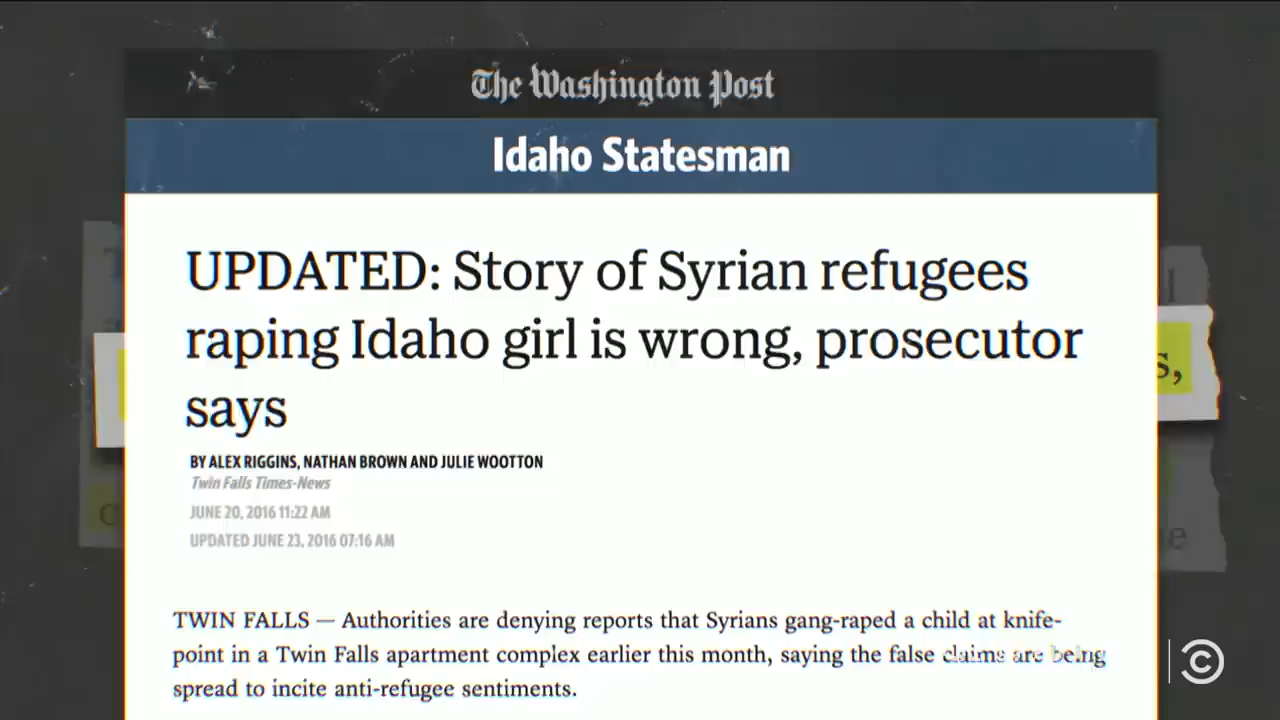 The Washington Post
Idaho Statesman
UPDATED: Story of Syrian refugees
raping Idaho girl is wrong, prosecutor
says
BY ALEX RIGGINS, NATHAN BROWN AND JULIE WOOTTON
Twin Falls Times-News
JUNE 20, 2016 11:22 AM
UPDATED JUNE 23, 2016 07:16 AM
TWIN FALLS — Authorities are denying reports that Syrians gang-raped a child at knife-
point in a Twin Falls apartment complex earlier this month, saying the false claims are being
spread to incite anti-refugee sentiments.